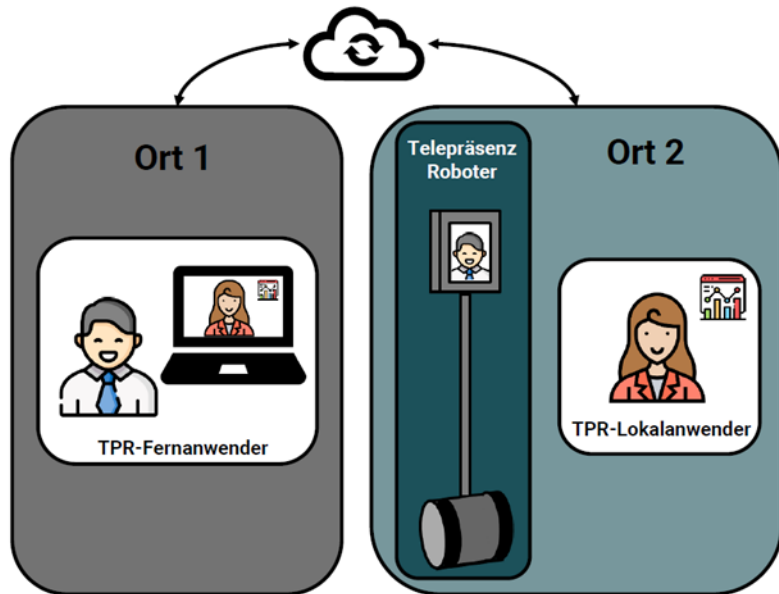 Ort 1
TPR-Fernanwender
Telepräsenz
Roboter
Ort 2
TPR-Lokalanwender